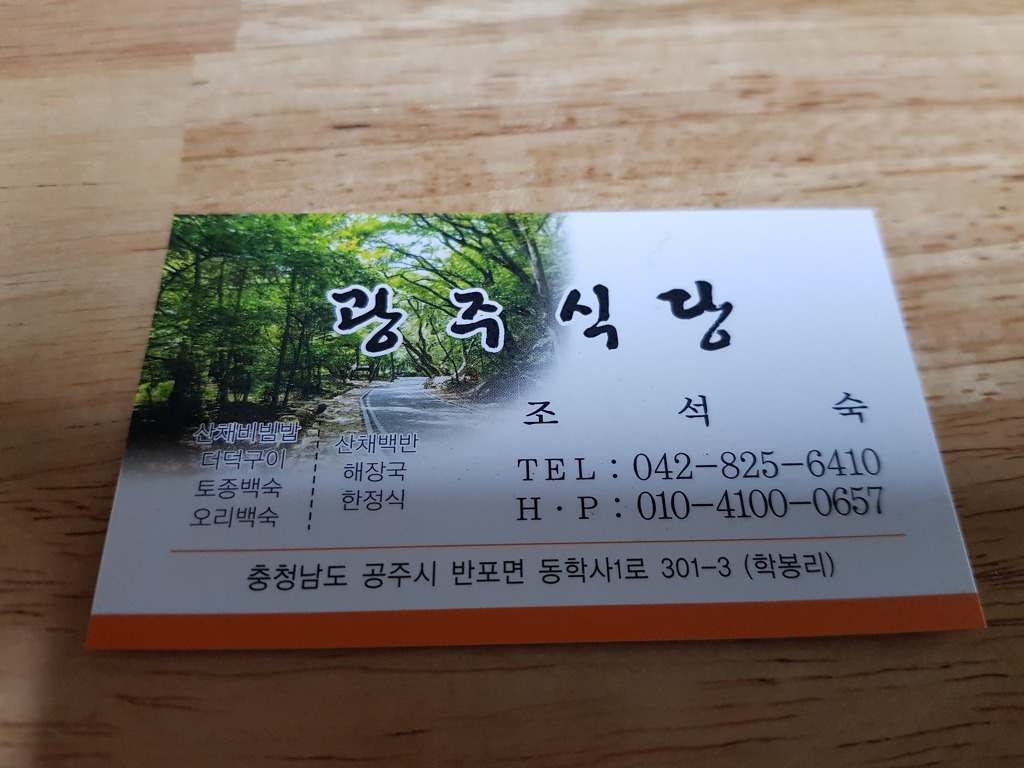 광주식당
조석숙
산채비빔밥
더덕구이
토종백숙
오리백숙
산채백반
해장국
한정식
TEL : 042-825-6410
H·P : 010-4100-0657
충청남도 공주시 반포면 동학사1로 301-3 (학봉리)